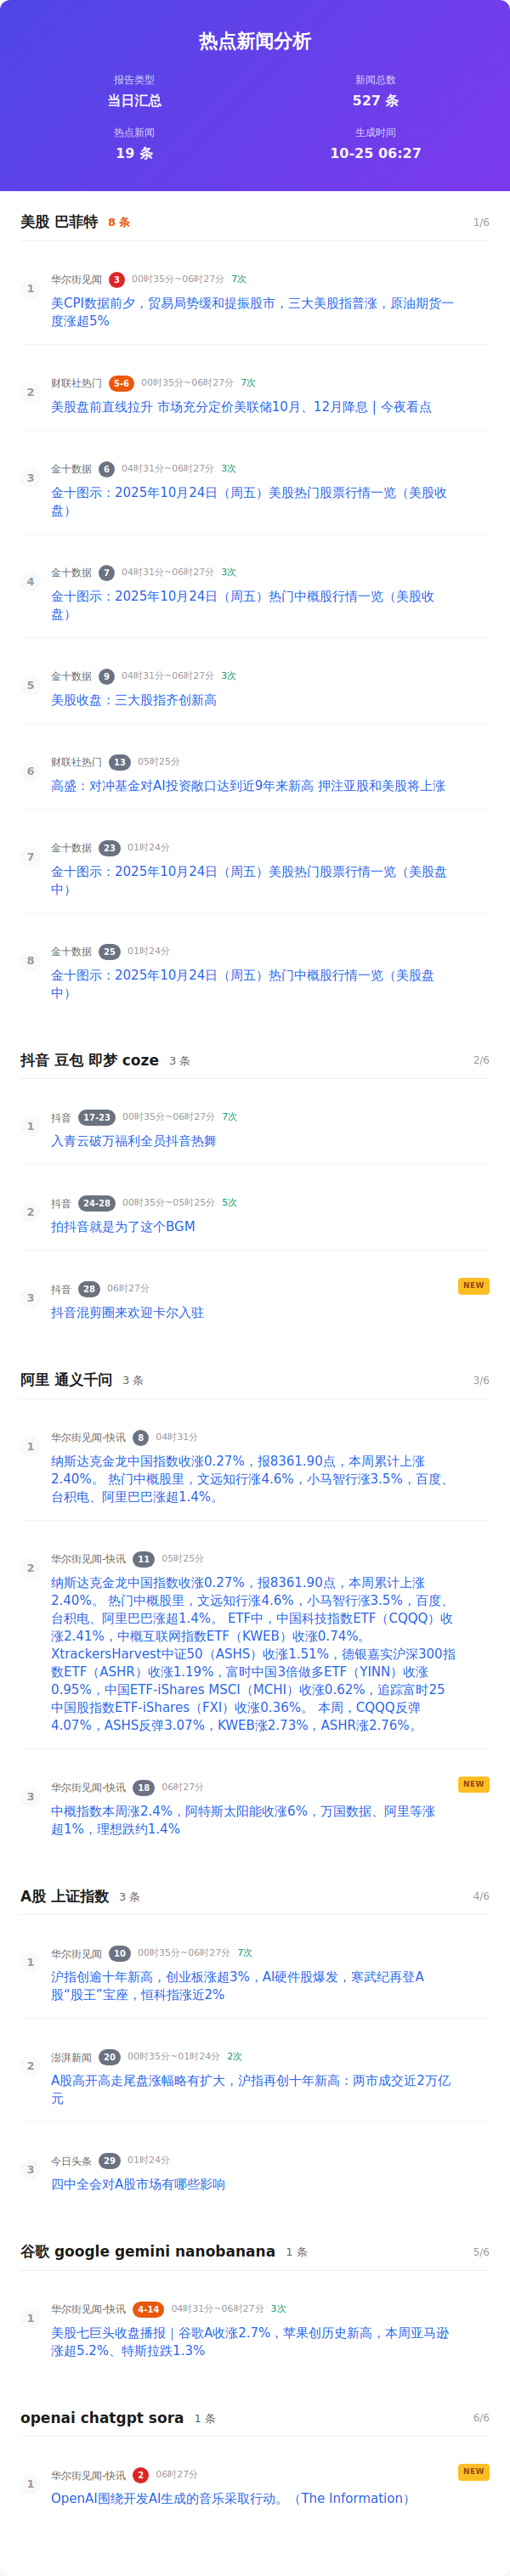 热点新闻分析
报告类型
当日汇总
新闻总数
527 条
热点新闻
19 条
生成时间
10-25 06:27
美股 巴菲特 8 条 1/6
1
华尔街见闻 3 00时35分~06时27分 7次
美CPI数据前夕，贸易局势缓和提振股市，三大美股指普涨，原油期货一
度涨超5%
2
财联社热门 5-6 00时35分~06时27分 7次
美股盘前直线拉升 市场充分定价美联储10月、12月降息 | 今夜看点
3
金十数据 6 04时31分~06时27分 3次
金十图示：2025年10月24日（周五）美股热门股票行情一览（美股收
盘）
4
金十数据 7 04时31分~06时27分 3次
金十图示：2025年10月24日（周五）热门中概股行情一览（美股收
盘）
5
金十数据 9 04时31分~06时27分 3次
美股收盘：三大股指齐创新高
6
财联社热门 13 05时25分
高盛：对冲基金对AI投资敞口达到近9年来新高 押注亚股和美股将上涨
7
金十数据 23 01时24分
金十图示：2025年10月24日（周五）美股热门股票行情一览（美股盘
中）
8
金十数据 25 01时24分
金十图示：2025年10月24日（周五）热门中概股行情一览（美股盘
中）
抖音 豆包 即梦 coze 3 条 2/6
1
抖音 17-23 00时35分~06时27分 7次
入青云破万福利全员抖音热舞
2
抖音 24-28 00时35分~05时25分 5次
拍抖音就是为了这个BGM
3
抖音 28 06时27分 NEW
抖音混剪圈来欢迎卡尔入驻
阿里 通义千问 3 条 3/6
1
华尔街见闻-快讯 8 04时31分
纳斯达克金龙中国指数收涨0.27%，报8361.90点，本周累计上涨
2.40%。 热门中概股里，文远知行涨4.6%，小马智行涨3.5%，百度、
台积电、阿里巴巴涨超1.4%。
2
华尔街见闻-快讯 11 05时25分
纳斯达克金龙中国指数收涨0.27%，报8361.90点，本周累计上涨
2.40%。 热门中概股里，文远知行涨4.6%，小马智行涨3.5%，百度、
台积电、阿里巴巴涨超1.4%。 ETF中，中国科技指数ETF（CQQQ）收
涨2.41%，中概互联网指数ETF（KWEB）收涨0.74%。
XtrackersHarvest中证50（ASHS）收涨1.51%，德银嘉实沪深300指
数ETF（ASHR）收涨1.19%，富时中国3倍做多ETF（YINN）收涨
0.95%，中国ETF-iShares MSCI（MCHI）收涨0.62%，追踪富时25
中国股指数ETF-iShares（FXI）收涨0.36%。 本周，CQQQ反弹
4.07%，ASHS反弹3.07%，KWEB涨2.73%，ASHR涨2.76%。
3
华尔街见闻-快讯 18 06时27分 NEW
中概指数本周涨2.4%，阿特斯太阳能收涨6%，万国数据、阿里等涨
超1%，理想跌约1.4%
A股 上证指数 3 条 4/6
1
华尔街见闻 10 00时35分~06时27分 7次
沪指创逾十年新高，创业板涨超3%，AI硬件股爆发，寒武纪再登A
股“股王”宝座，恒科指涨近2%
2
澎湃新闻 20 00时35分~01时24分 2次
A股高开高走尾盘涨幅略有扩大，沪指再创十年新高：两市成交近2万亿
元
3
今日头条 29 01时24分
四中全会对A股市场有哪些影响
谷歌 google gemini nanobanana 1 条 5/6
1
华尔街见闻-快讯 4-14 04时31分~06时27分 3次
美股七巨头收盘播报｜谷歌A收涨2.7%，苹果创历史新高，本周亚马逊
涨超5.2%、特斯拉跌1.3%
openai chatgpt sora 1 条 6/6
1
华尔街见闻-快讯 2 06时27分 NEW
OpenAI围绕开发AI生成的音乐采取行动。（The Information）